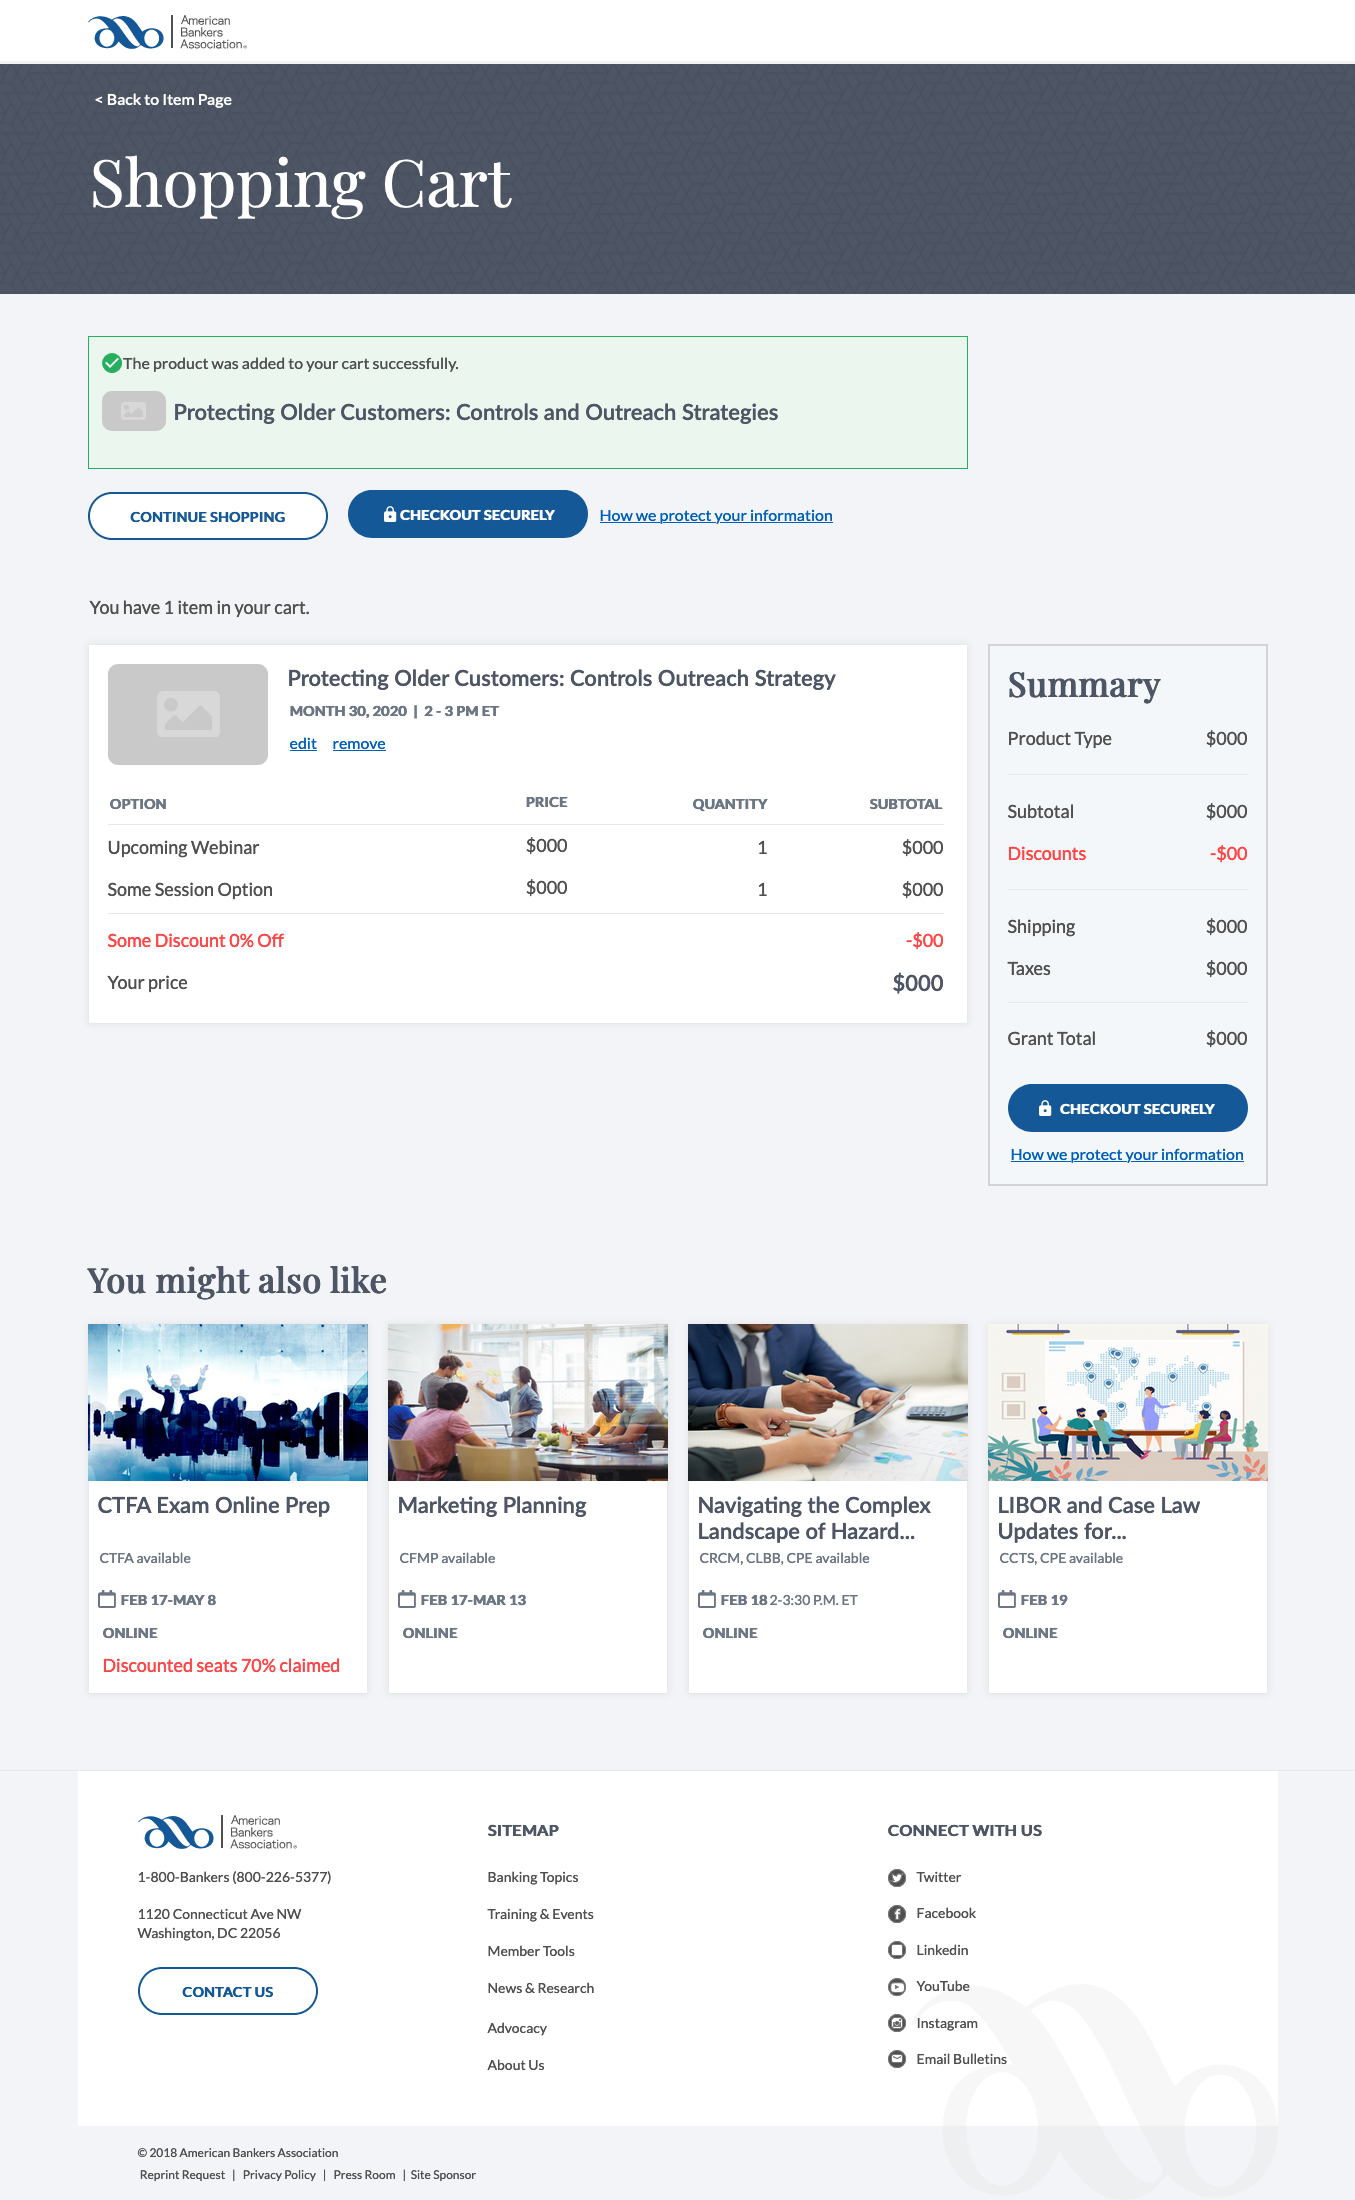 American
Bankers
Association®
< Back to Item Page
Shopping Cart
The product was added to your cart successfully.
Protecting Older Customers: Controls and Outreach Strategies
CONTINUE SHOPPING
CHECKOUT SECURELY
How we protect your information
You have 1 item in your cart.
Protecting Older Customers: Controls Outreach Strategy
MONTH 30, 2020 | 2 - 3 PM ET
edit remove
OPTION PRICE QUANTITY SUBTOTAL
Upcoming Webinar $000 1 $000
Some Session Option $000 1 $000
Some Discount 0% Off -$00
Your price $000
Summary
Product Type $000
Subtotal $000
Discounts -$00
Shipping $000
Taxes $000
Grant Total $000
CHECKOUT SECURELY
How we protect your information
You might also like
CTFA Exam Online Prep
CTFA available
FEB 17-MAY 8
ONLINE
Discounted seats 70% claimed
Marketing Planning
CFMP available
FEB 17-MAR 13
ONLINE
Navigating the Complex
Landscape of Hazard...
CRCM, CLBB, CPE available
FEB 18 2-3:30 P.M. ET
ONLINE
LIBOR and Case Law
Updates for...
CCTS, CPE available
FEB 19
ONLINE
American
Bankers
Association®
1-800-Bankers (800-226-5377)
1120 Connecticut Ave NW
Washington, DC 22056
CONTACT US
SITEMAP
Banking Topics
Training & Events
Member Tools
News & Research
Advocacy
About Us
CONNECT WITH US
Twitter
Facebook
Linkedin
YouTube
Instagram
Email Bulletins
© 2018 American Bankers Association
Reprint Request | Privacy Policy | Press Room | Site Sponsor